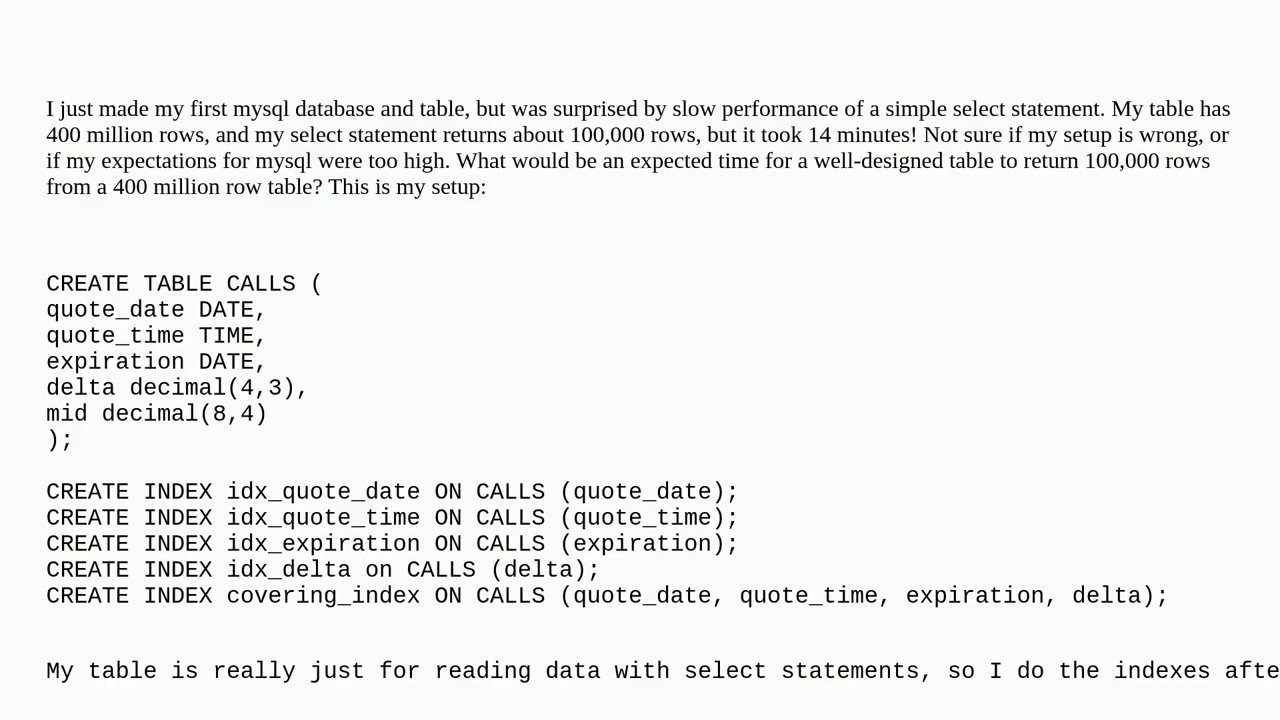 I just made my first mysql database and table, but was surprised by slow performance of a simple select statement. My table has
400 million rows, and my select statement returns about 100,000 rows, but it took 14 minutes! Not sure if my setup is wrong, or
if my expectations for mysql were too high. What would be an expected time for a well-designed table to return 100,000 rows
from a 400 million row table? This is my setup:
CREATE TABLE CALLS (
quote_date DATE,
quote_time TIME,
expiration DATE,
delta decimal(4,3),
mid decimal(8,4)
);
CREATE INDEX idx_quote_date ON CALLS (quote_date);
CREATE INDEX idx_quote_time ON CALLS (quote_time);
CREATE INDEX idx_expiration ON CALLS (expiration);
CREATE INDEX idx_delta on CALLS (delta);
CREATE INDEX covering_index ON CALLS (quote_date, quote_time, expiration, delta);
My table is really just for reading data with select statements, so I do the indexes afte